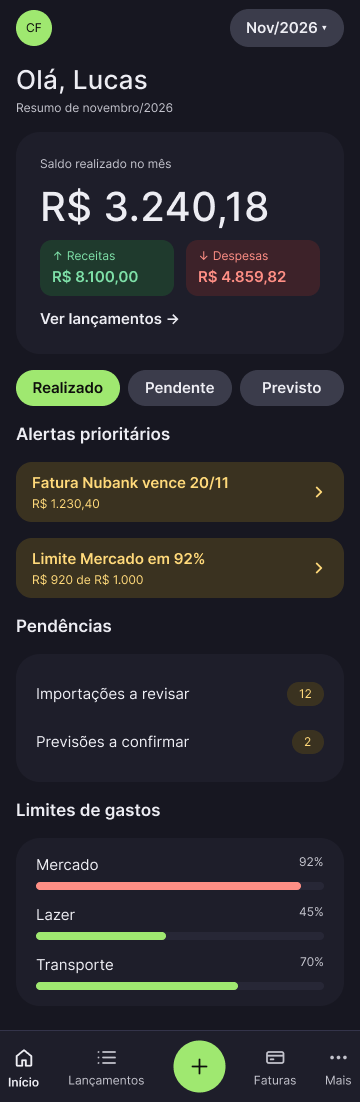 CF
Nov/2026 ▾
Olá, Lucas
Resumo de novembro/2026
Saldo realizado no mês
R$ 3.240,18
↑ Receitas
R$ 8.100,00
↓ Despesas
R$ 4.859,82
Ver lançamentos →
Realizado
Pendente
Previsto
Alertas prioritários
Fatura Nubank vence 20/11
R$ 1.230,40
Limite Mercado em 92%
R$ 920 de R$ 1.000
Pendências
Importações a revisar
12
Previsões a confirmar
2
Limites de gastos
Mercado
92%
Lazer
45%
Transporte
70%
Início
Lançamentos
+
Faturas
Mais